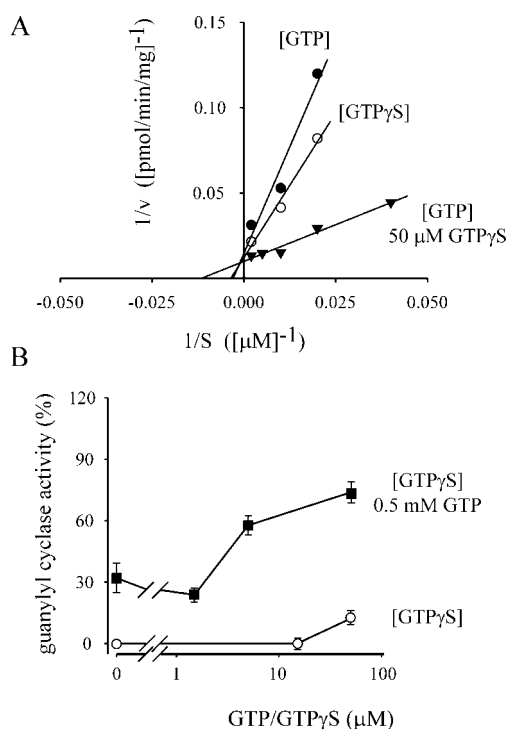 A
1/v ([pmol/min/mg]-1)
0.15
0.10
0.05
[GTP]
[GTPγS]
[GTP]
50 μM GTPγS
-0.050 -0.025 0.000 0.025 0.050
1/S ([μM]-1)
B
guanylyl cyclase activity (%)
120
90
60
30
0
[GTPγS]
0.5 mM GTP
[GTPγS]
0 1 10 100
GTP/GTPγS (μM)